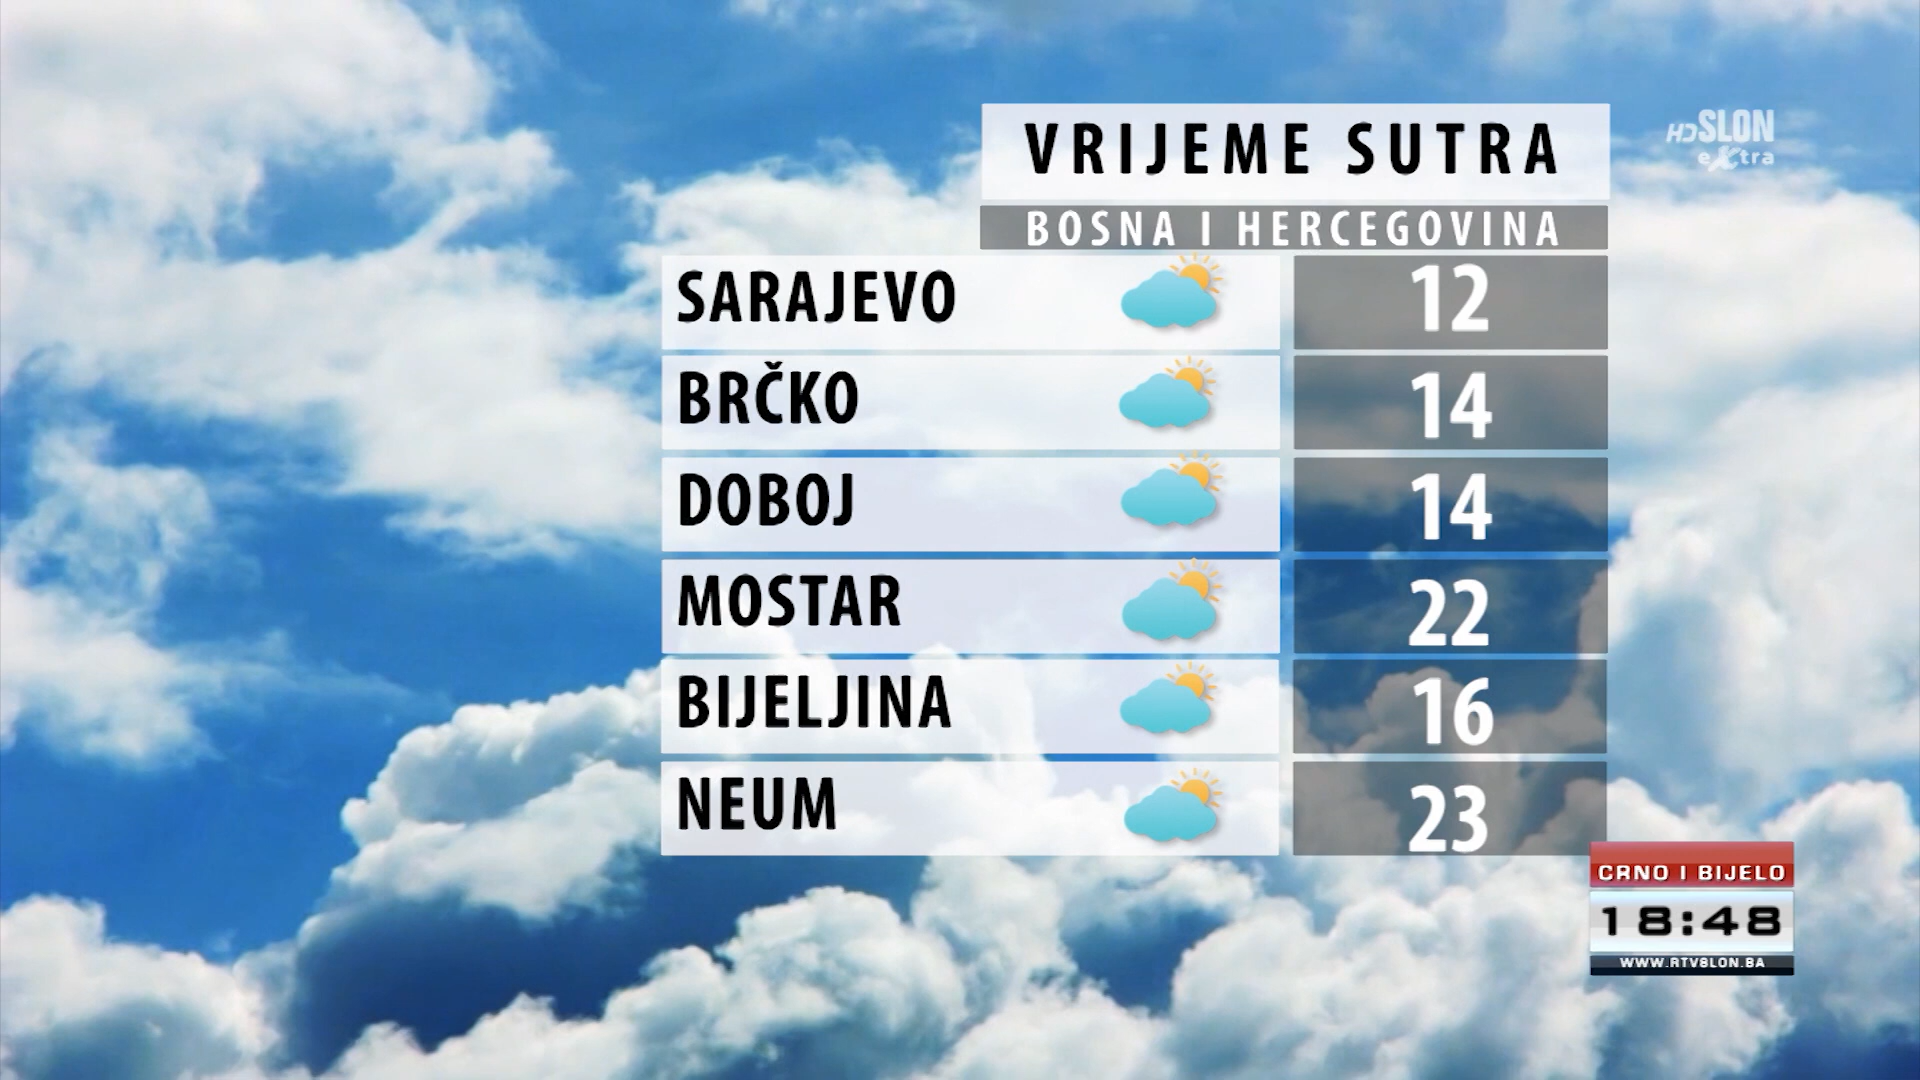 VRIJEME SUTRA
HD SLON
extra
BOSNA I HERCEGOVINA
SARAJEVO 12
BRČKO 14
DOBOJ 14
MOSTAR 22
BIJELJINA 16
NEUM 23
CRNO I BIJELO
18:48
WWW.RTVSLON.BA